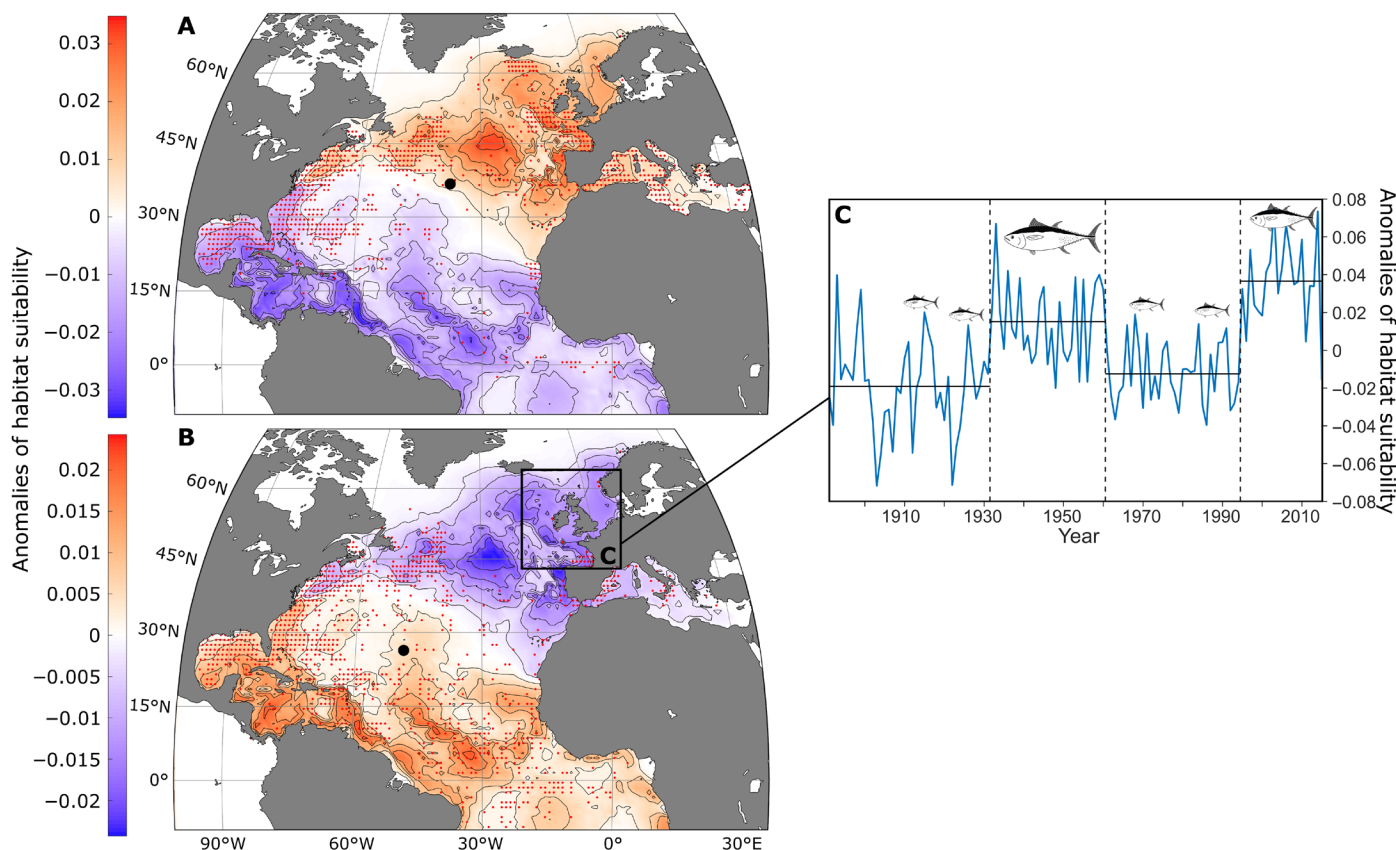 Anomalies of habitat suitability
0.03
0.02
0.01
0
−0.01
−0.02
−0.03
A
60°N
45°N
30°N
15°N
0°
Anomalies of habitat suitability
0.02
0.015
0.01
0.005
0
−0.005
−0.01
−0.015
−0.02
B
60°N
45°N
30°N
15°N
0°
C
90°W 60°W 30°W 0° 30°E
C
0.08
0.06
0.04
0.02
0
−0.02
−0.04
−0.06
−0.08
Anomalies of habitat suitability
1910 1930 1950 1970 1990 2010
Year